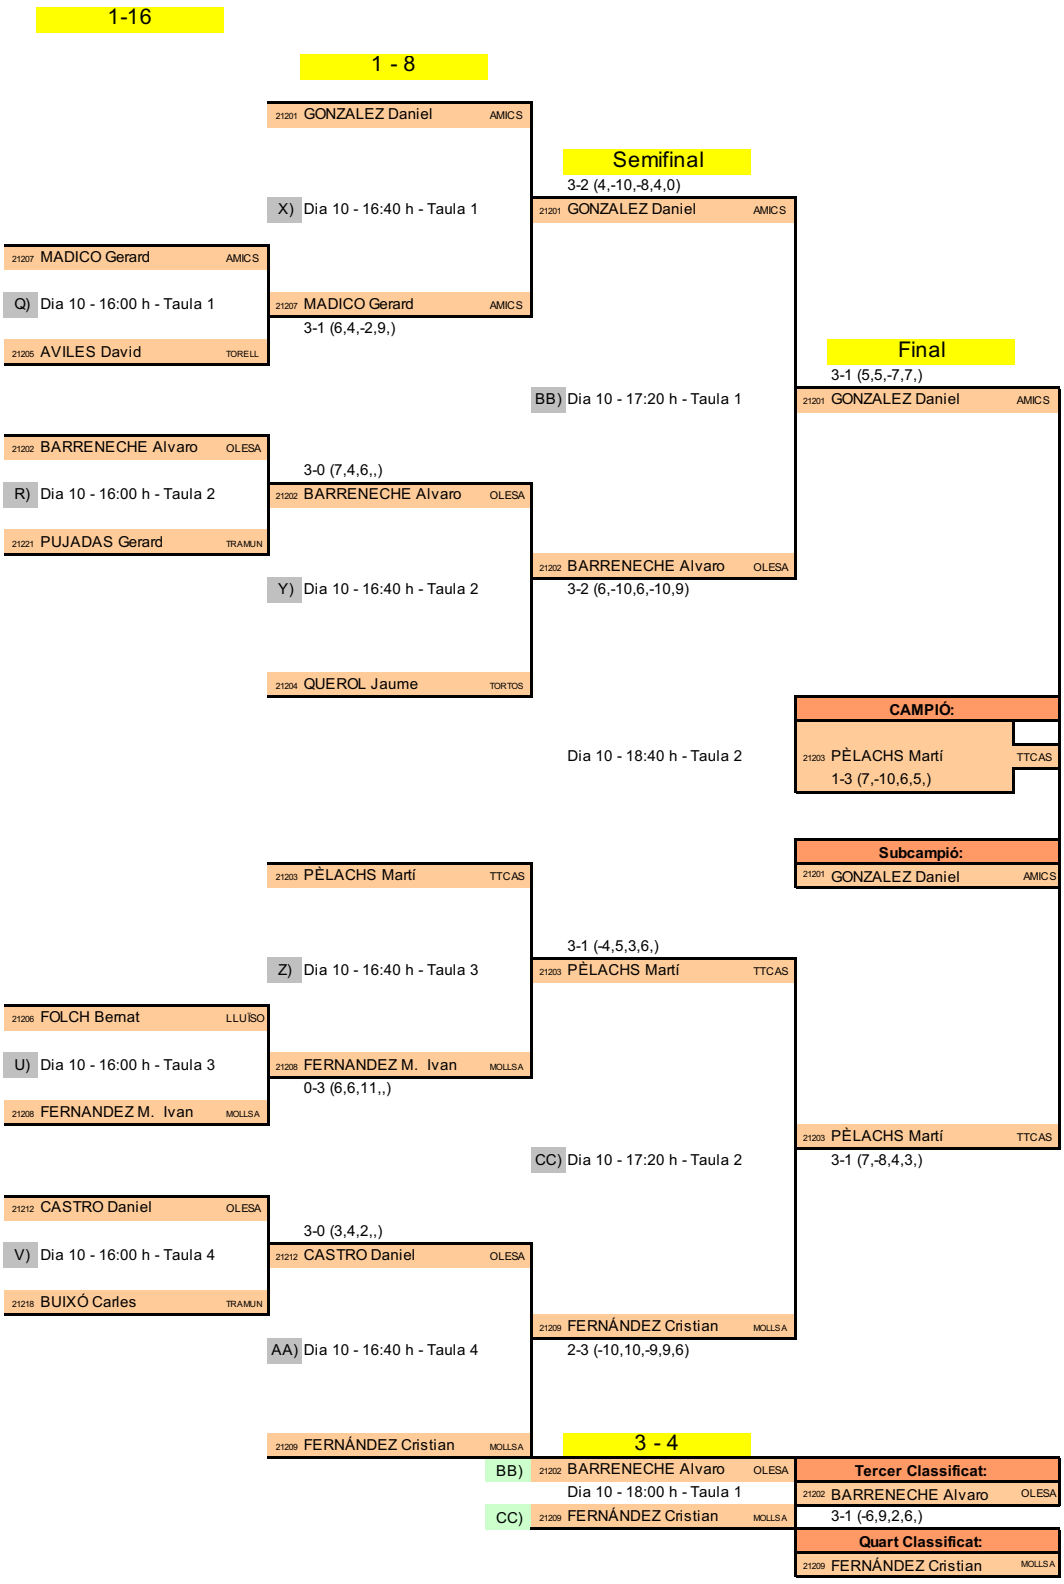 1-16
1 - 8
21201 GONZALEZ Daniel AMICS
Semifinal
3-2 (4,-10,-8,4,0)
X) Dia 10 - 16:40 h - Taula 1
21201 GONZALEZ Daniel AMICS
21207 MADICO Gerard AMICS
Q) Dia 10 - 16:00 h - Taula 1
21207 MADICO Gerard AMICS
3-1 (6,4,-2,9,)
21205 AVILES David TORELL
Final
3-1 (5,5,-7,7,)
BB) Dia 10 - 17:20 h - Taula 1
21201 GONZALEZ Daniel AMICS
21202 BARRENECHE Alvaro OLESA
3-0 (7,4,6,,)
R) Dia 10 - 16:00 h - Taula 2
21202 BARRENECHE Alvaro OLESA
21221 PUJADAS Gerard TRAMUN
21202 BARRENECHE Alvaro OLESA
Y) Dia 10 - 16:40 h - Taula 2
3-2 (6,-10,6,-10,9)
21204 QUEROL Jaume TORTOS
CAMPIÓ:
Dia 10 - 18:40 h - Taula 2
21203 PÈLACHS Martí TTCAS
1-3 (7,-10,6,5,)
Subcampió:
21203 PÈLACHS Martí TTCAS
21201 GONZALEZ Daniel AMICS
3-1 (-4,5,3,6,)
Z) Dia 10 - 16:40 h - Taula 3
21203 PÈLACHS Martí TTCAS
21206 FOLCH Bernat LLUÏSO
U) Dia 10 - 16:00 h - Taula 3
21208 FERNANDEZ M.  Ivan MOLLSA
0-3 (6,6,11,,)
21208 FERNANDEZ M.  Ivan MOLLSA
21203 PÈLACHS Martí TTCAS
CC) Dia 10 - 17:20 h - Taula 2
3-1 (7,-8,4,3,)
21212 CASTRO Daniel OLESA
3-0 (3,4,2,,)
V) Dia 10 - 16:00 h - Taula 4
21212 CASTRO Daniel OLESA
21218 BUIXÓ Carles TRAMUN
21209 FERNÁNDEZ Cristian MOLLSA
AA) Dia 10 - 16:40 h - Taula 4
2-3 (-10,10,-9,9,6)
21209 FERNÁNDEZ Cristian MOLLSA
3 - 4
BB) 21202 BARRENECHE Alvaro OLESA
Tercer Classificat:
Dia 10 - 18:00 h - Taula 1
21202 BARRENECHE Alvaro OLESA
CC) 21209 FERNÁNDEZ Cristian MOLLSA
3-1 (-6,9,2,6,)
Quart Classificat:
21209 FERNÁNDEZ Cristian MOLLSA